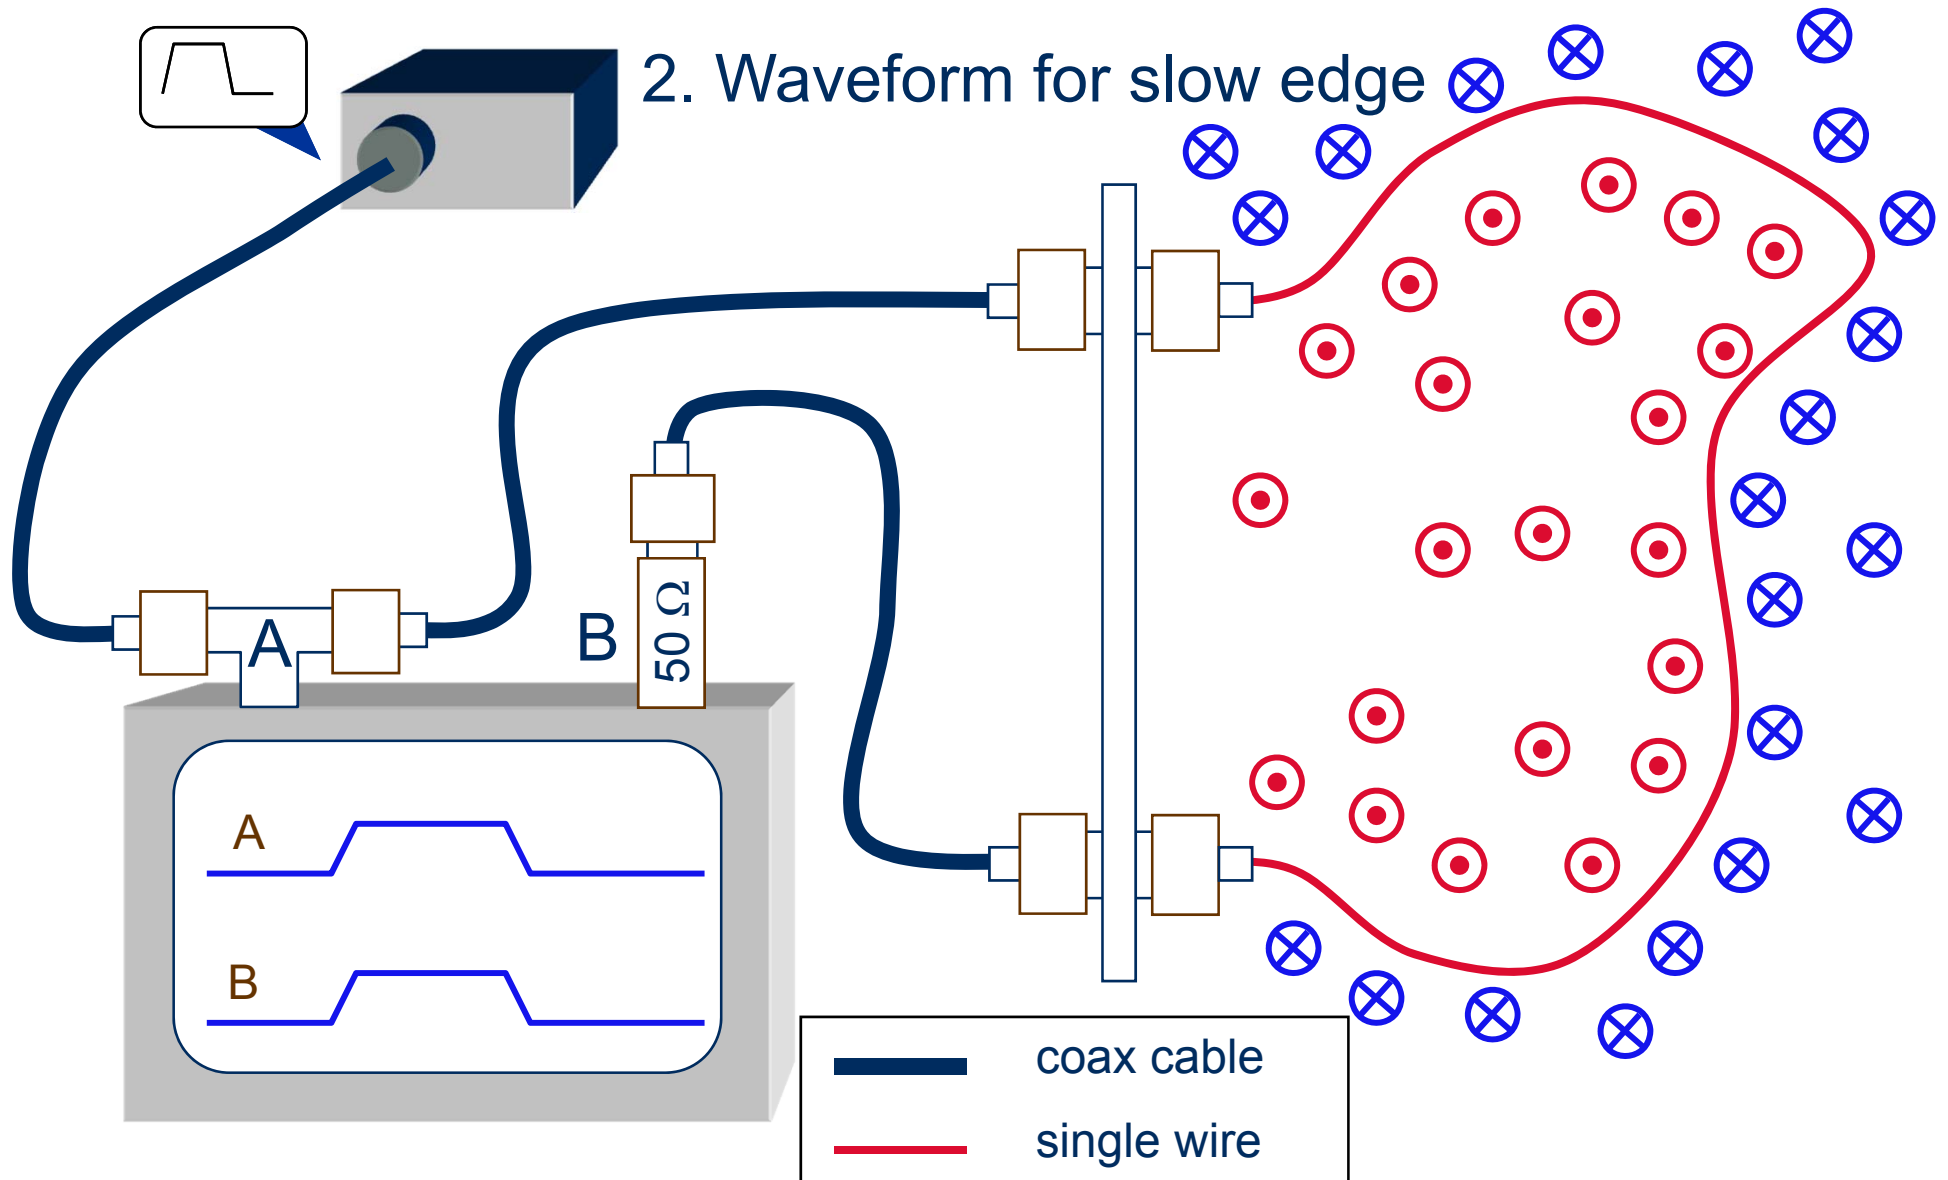 2. Waveform for slow edge
A
B
50 Ω
A
B
coax cable
single wire